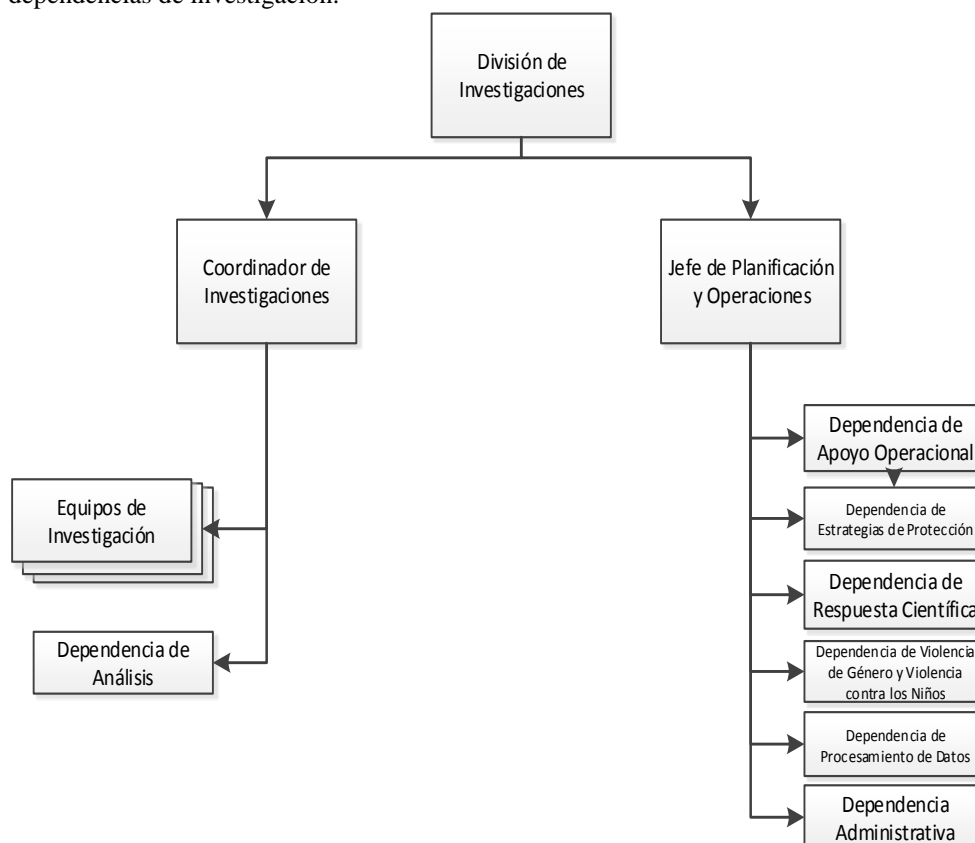 dependencias de investigación.
División de
Investigaciones
Coordinador de
Investigaciones
Jefe de Planificación
y Operaciones
Equipos de
Investigación
Dependencia de
Análisis
Dependencia de
Apoyo Operacional
Dependencia de
Estrategias de Protección
Dependencia de
Respuesta Científica
Dependencia de Violencia
de Género y Violencia
contra los Niños
Dependencia de
Procesamiento de Datos
Dependencia
Administrativa